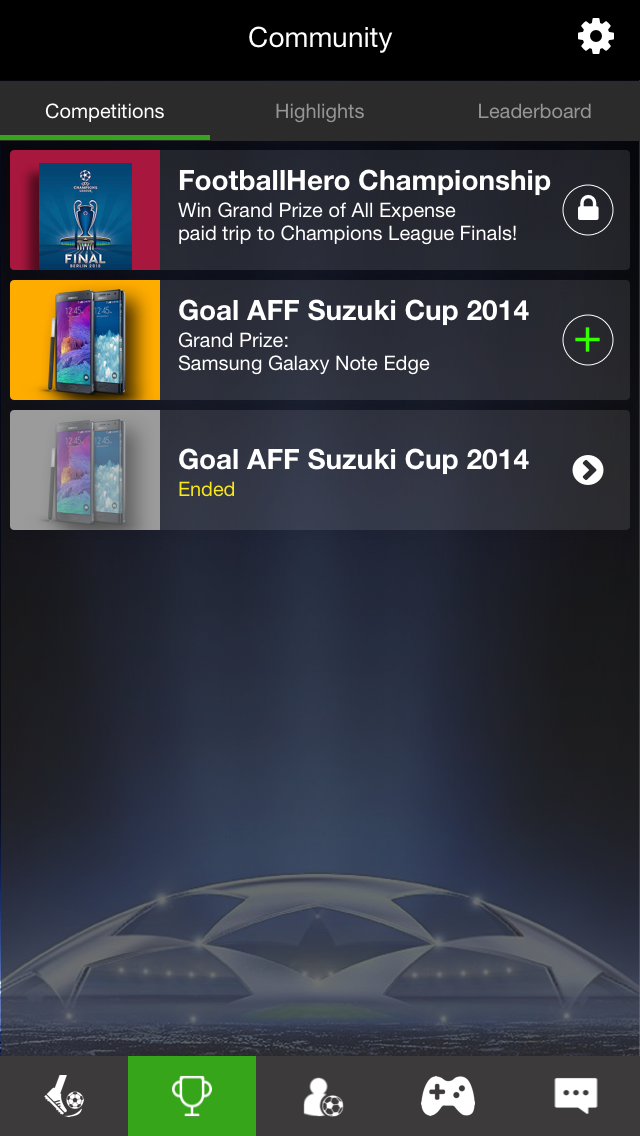 Community
Competitions
Highlights
Leaderboard
CHAMPIONS
LEAGUE
FINAL
BERLIN 2015
FootballHero Championship
Win Grand Prize of All Expense
paid trip to Champions League Finals!
Goal AFF Suzuki Cup 2014
Grand Prize:
Samsung Galaxy Note Edge
Goal AFF Suzuki Cup 2014
Ended